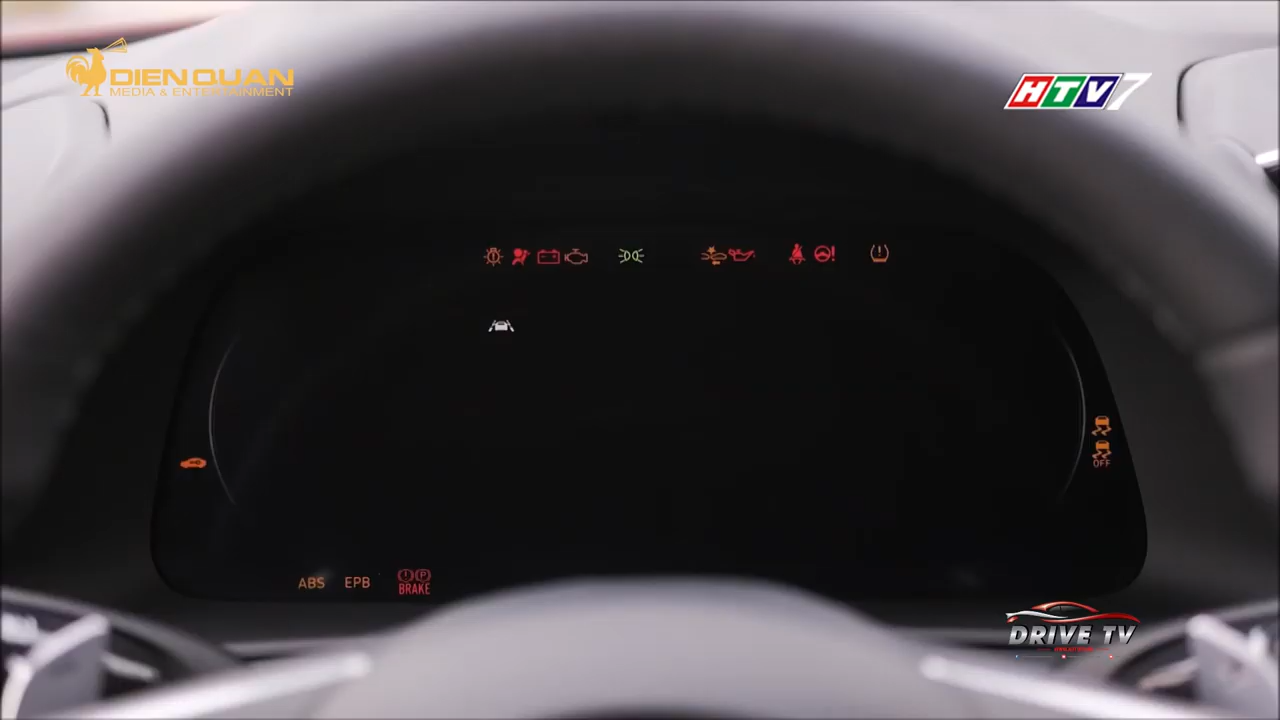 DIEN QUAN
MEDIA & ENTERTAINMENT
HTV7
OFF
ABS EPB BRAKE
DRIVE TV